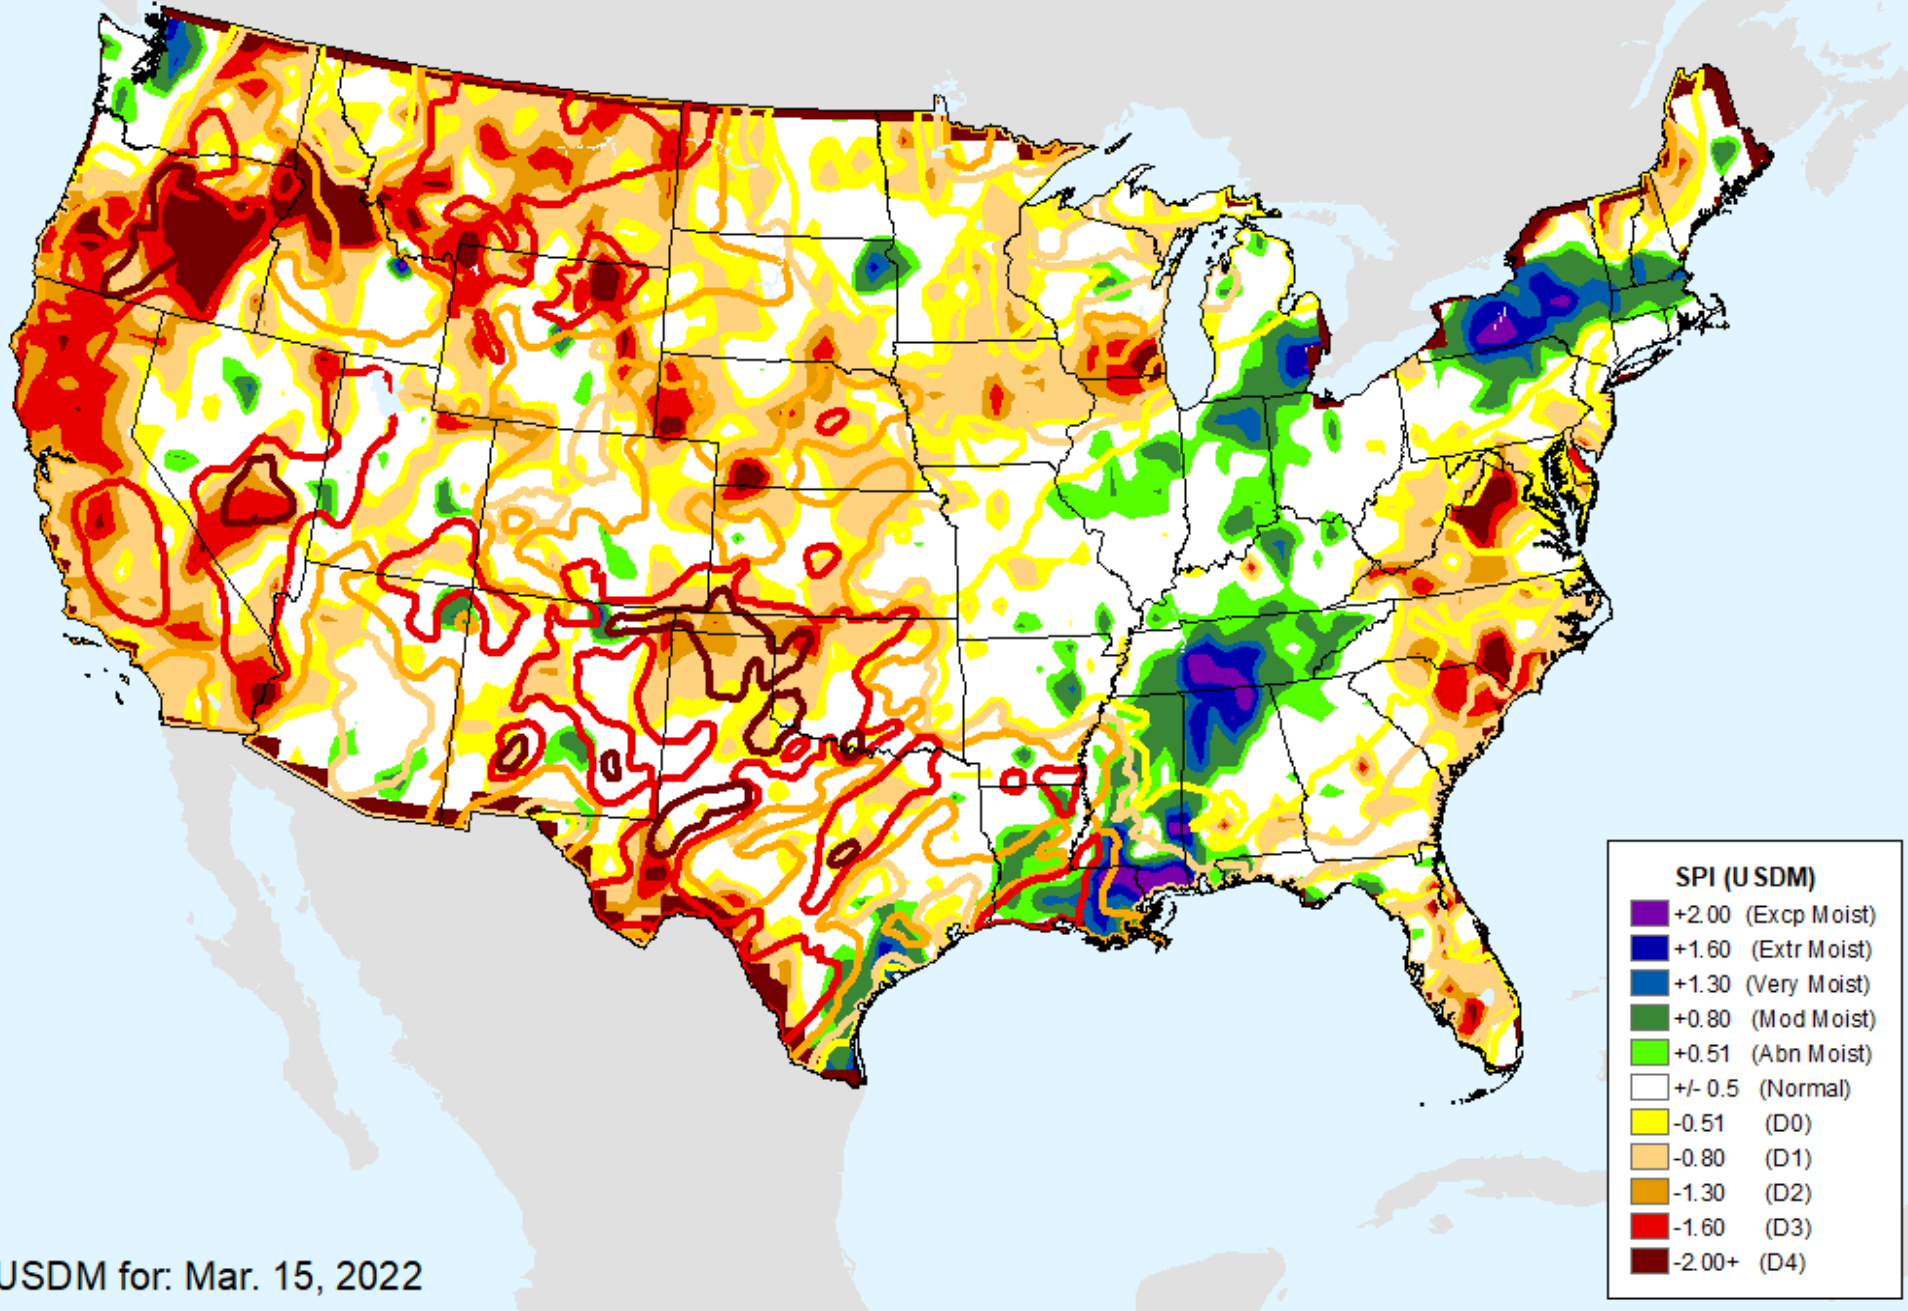 SPI (USDM)
+2.00 (Excp Moist)
+1.60 (Extr Moist)
+1.30 (Very Moist)
+0.80 (Mod Moist)
+0.51 (Abn Moist)
+/- 0.5 (Normal)
-0.51 (D0)
-0.80 (D1)
-1.30 (D2)
-1.60 (D3)
-2.00+ (D4)
USDM for: Mar. 15, 2022